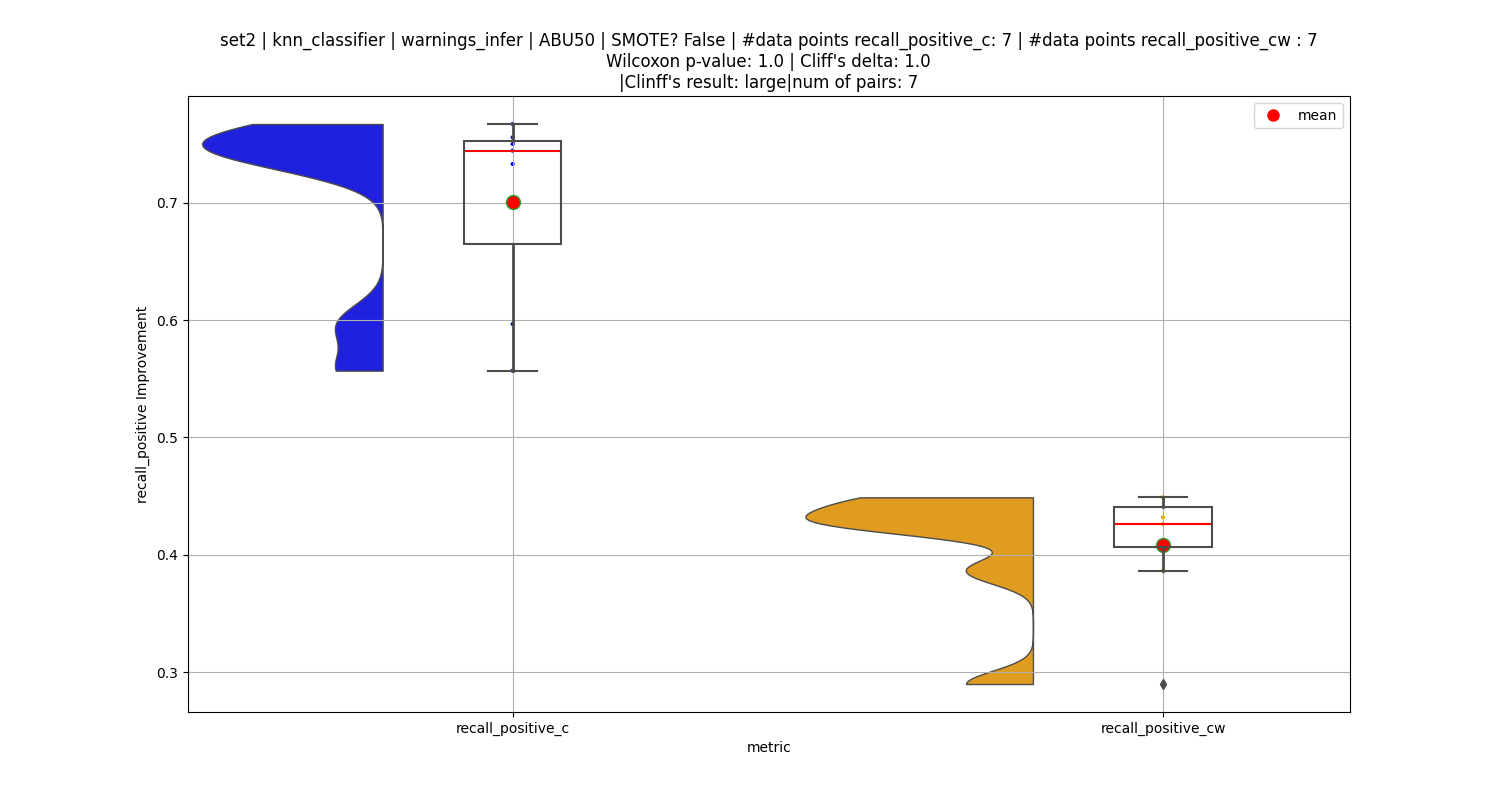 set2 | knn_classifier | warnings_infer | ABU50 | SMOTE? False | #data points recall_positive_c: 7 | #data points recall_positive_cw : 7
Wilcoxon p-value: 1.0 | Cliff's delta: 1.0
|Clinff's result: large|num of pairs: 7
mean
0.7
0.6
0.5
0.4
0.3
recall_positive Improvement
recall_positive_c
recall_positive_cw
metric